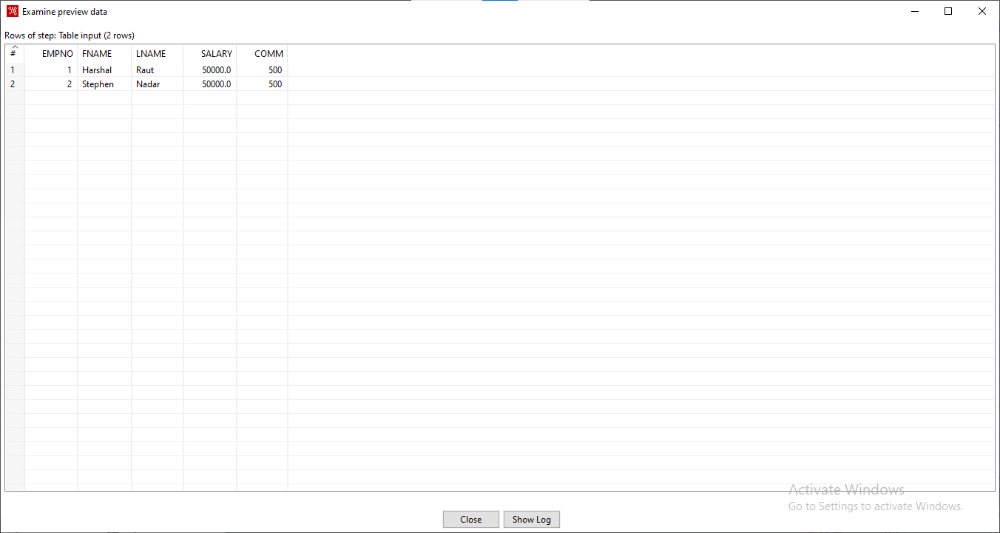 Examine preview data
Rows of step: Table input (2 rows)
# EMPNO FNAME LNAME SALARY COMM
1 1 Harshal Raut 50000.0 500
2 2 Stephen Nadar 50000.0 500
Activate Windows
Go to Settings to activate Windows.
Close Show Log